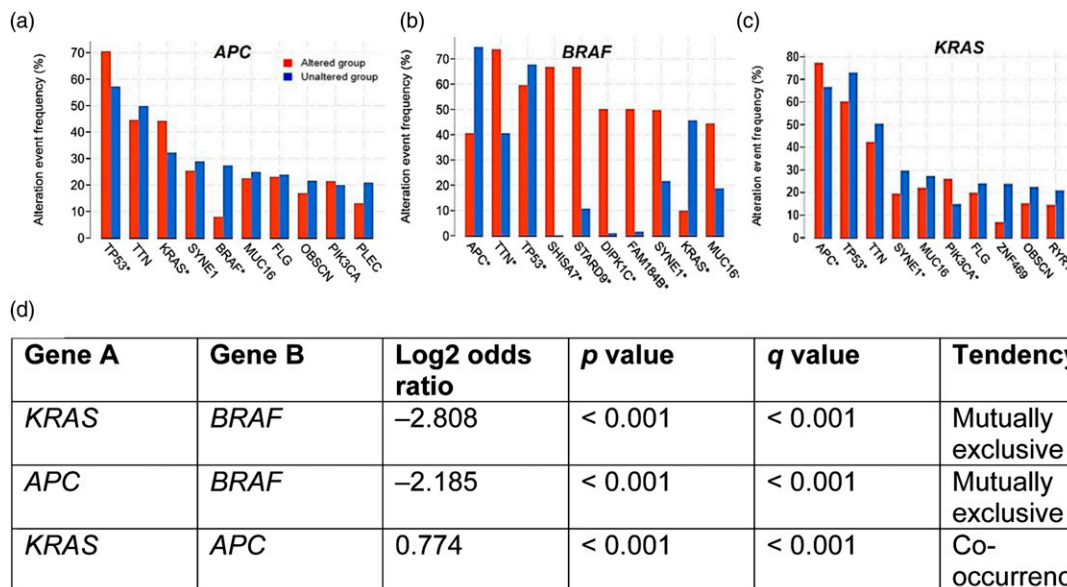 (a)
APC
Alteration event frequency (%)
70
60
50
40
30
20
10
0
Altered group
Unaltered group
TP53*
TTN
KRAS*
SYNE1
BRAF*
MUC16
FLG
OBSCN
PIK3CA
PLEC
(b)
BRAF
Alteration event frequency (%)
70
60
50
40
30
20
10
0
APC*
TTN*
TP53*
SHISA7*
STARD9*
DIPK1C*
FAM184B*
SYNE1*
KRAS*
MUC16*
(c)
KRAS
Alteration event frequency (%)
80
70
60
50
40
30
20
10
0
APC*
TP53*
TTN
SYNE1*
MUC16
PIK3CA*
FLG
ZNF469
OBSCN
RYR1
(d)
Gene A Gene B Log2 odds p value q value Tendency
ratio
KRAS BRAF –2.808 < 0.001 < 0.001 Mutually
exclusive
APC BRAF –2.185 < 0.001 < 0.001 Mutually
exclusive
KRAS APC 0.774 < 0.001 < 0.001 Co-
occurrenc